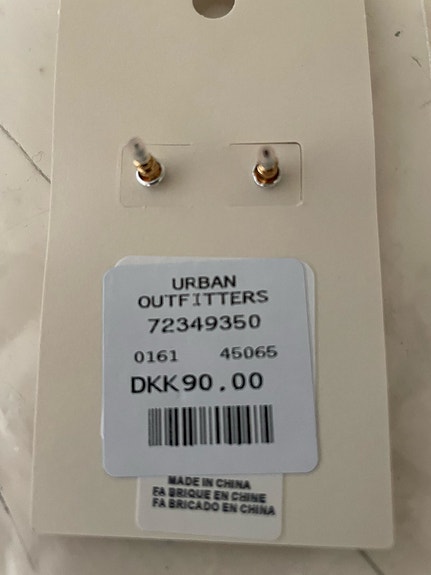 URBAN
OUTFITTERS
72349350
0161 45065
DKK90.00
MADE IN CHINA
FA BRIQUE EN CHINE
FA BRICADO EN CHINA